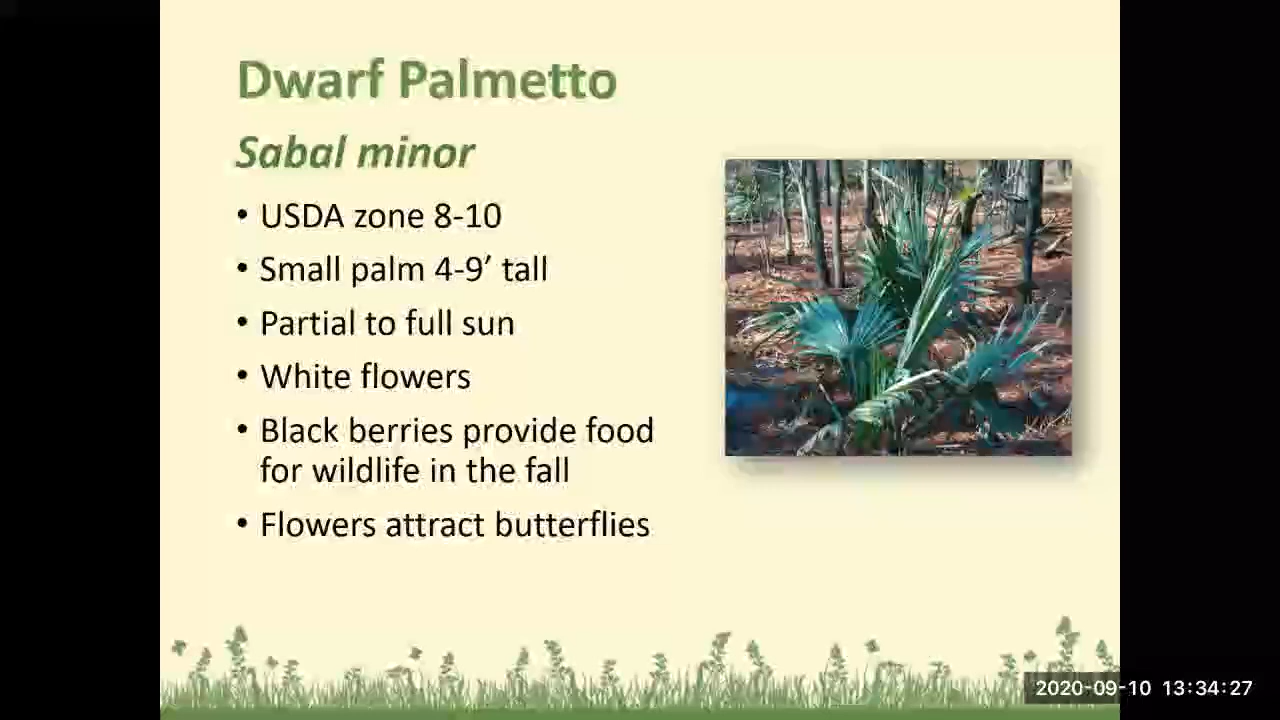 Dwarf Palmetto
Sabal minor
• USDA zone 8-10
• Small palm 4-9′ tall
• Partial to full sun
• White flowers
• Black berries provide food
for wildlife in the fall
• Flowers attract butterflies
2020-09-10 13:34:27